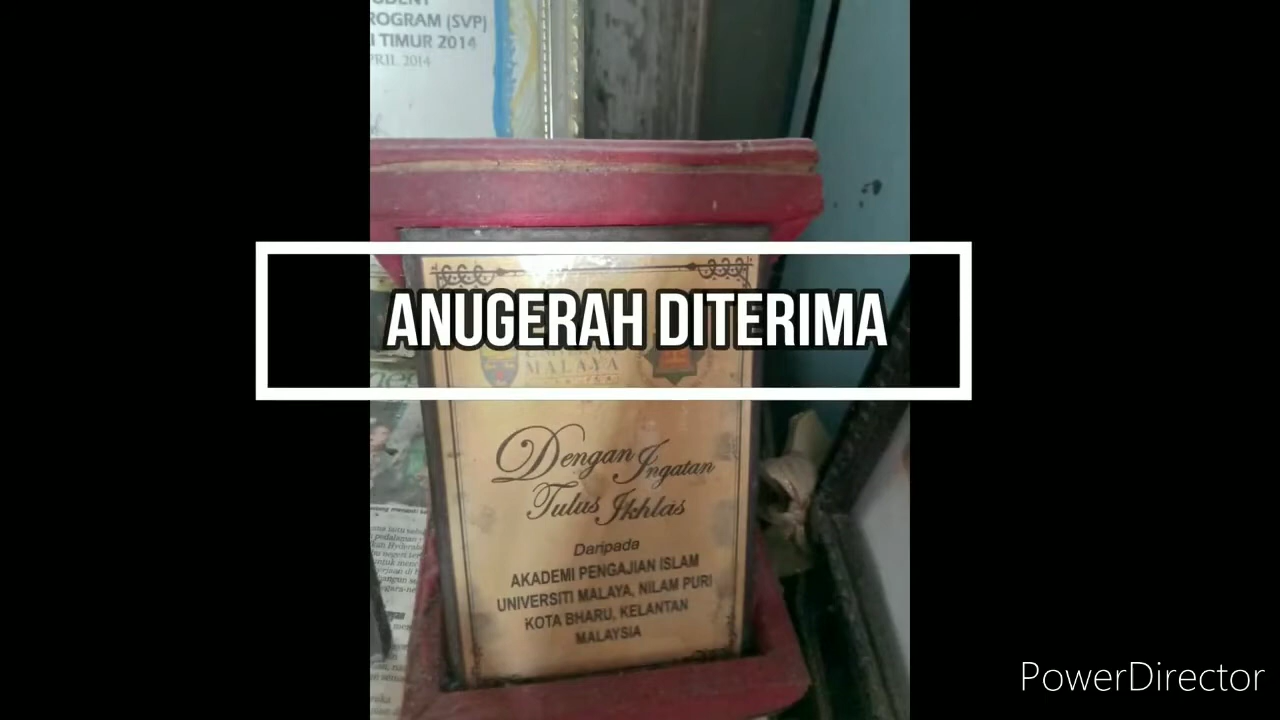 ROGRAM (SVP)
I TIMUR 2014
PRIL 2014
ANUGERAH DITERIMA
MALAYA
Dengan Ingatan
Tulus Ikhlas
Daripada
AKADEMI PENGAJIAN ISLAM
UNIVERSITI MALAYA, NILAM PURI
KOTA BHARU, KELANTAN
MALAYSIA
PowerDirector